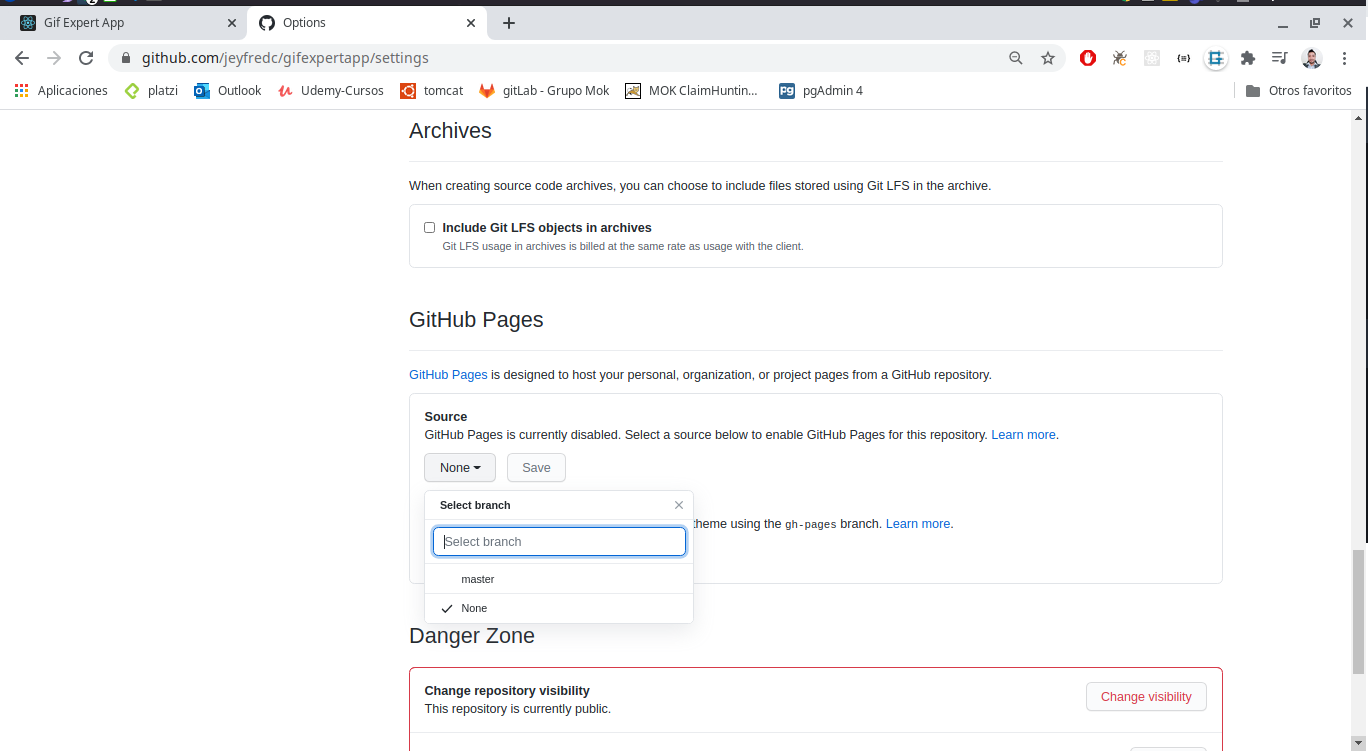 Gif Expert App
Options
github.com/jeyfredc/gifexpertapp/settings
Aplicaciones
platzi
Outlook
Udemy-Cursos
tomcat
gitLab - Grupo Mok
MOK ClaimHuntin...
pgAdmin 4
Otros favoritos
Archives
When creating source code archives, you can choose to include files stored using Git LFS in the archive.
Include Git LFS objects in archives
Git LFS usage in archives is billed at the same rate as usage with the client.
GitHub Pages
GitHub Pages is designed to host your personal, organization, or project pages from a GitHub repository.
Source
GitHub Pages is currently disabled. Select a source below to enable GitHub Pages for this repository. Learn more.
None
Save
Select branch
theme using the gh-pages branch. Learn more.
Select branch
master
None
Danger Zone
Change repository visibility
This repository is currently public.
Change visibility